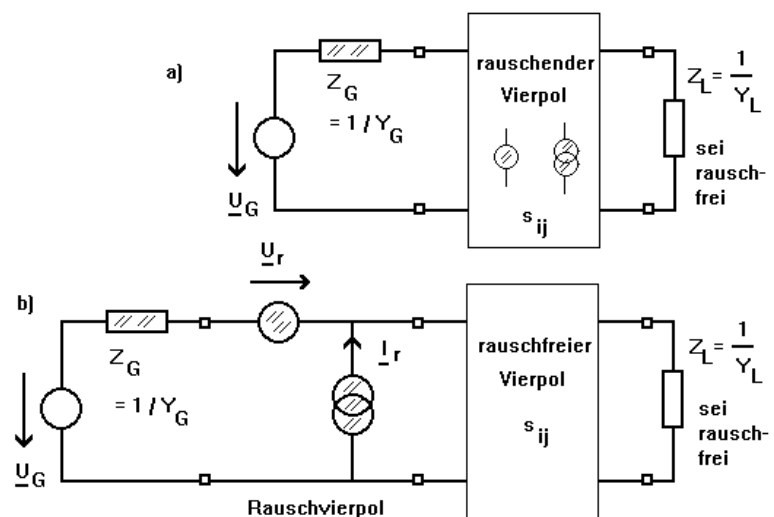 a)
Z_G
= 1 / Y_G
U_G
rauschender
Vierpol
s_ij
Z_L = 1/Y_L
sei
rausch-
frei
b)
U_r
Z_G
= 1 / Y_G
U_G
I_r
Rauschvierpol
rauschfreier
Vierpol
s_ij
Z_L = 1/Y_L
sei
rausch-
frei